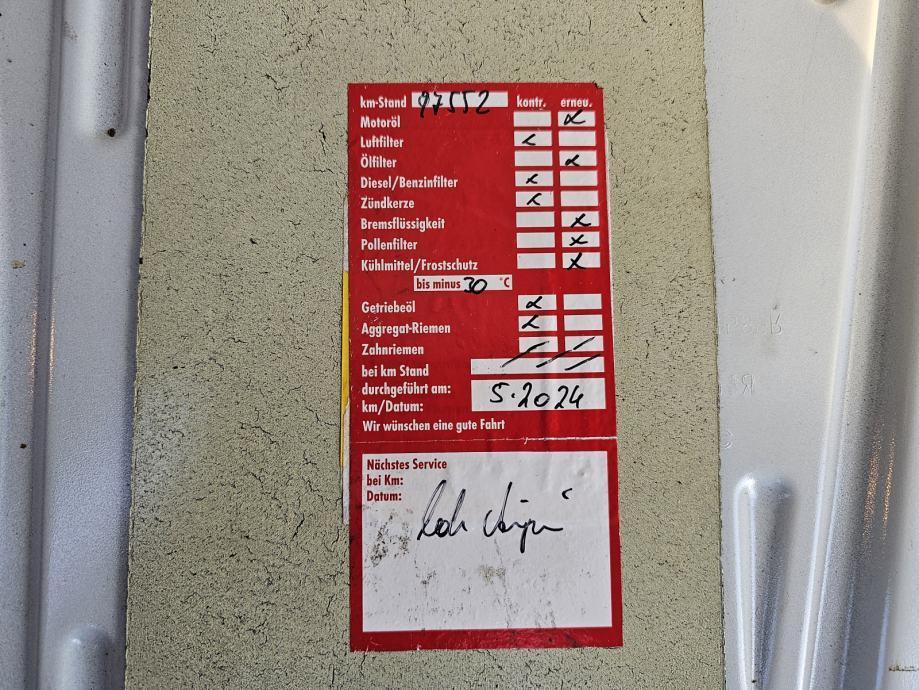 km-Stand 97552 kontr. erneu.
Motoröl x
Luftfilter x
Ölfilter x
Diesel/Benzinfilter x
Zündkerze x
Bremsflüssigkeit x
Pollenfilter x
Kühlmittel/Frostschutz x
bis minus 30 °C
Getriebeöl x
Aggregat-Riemen x
Zahnriemen
bei km Stand
durchgeführt am:
km/Datum: 5.2024
Wir wünschen eine gute Fahrt
Nächstes Service
bei Km:
Datum: